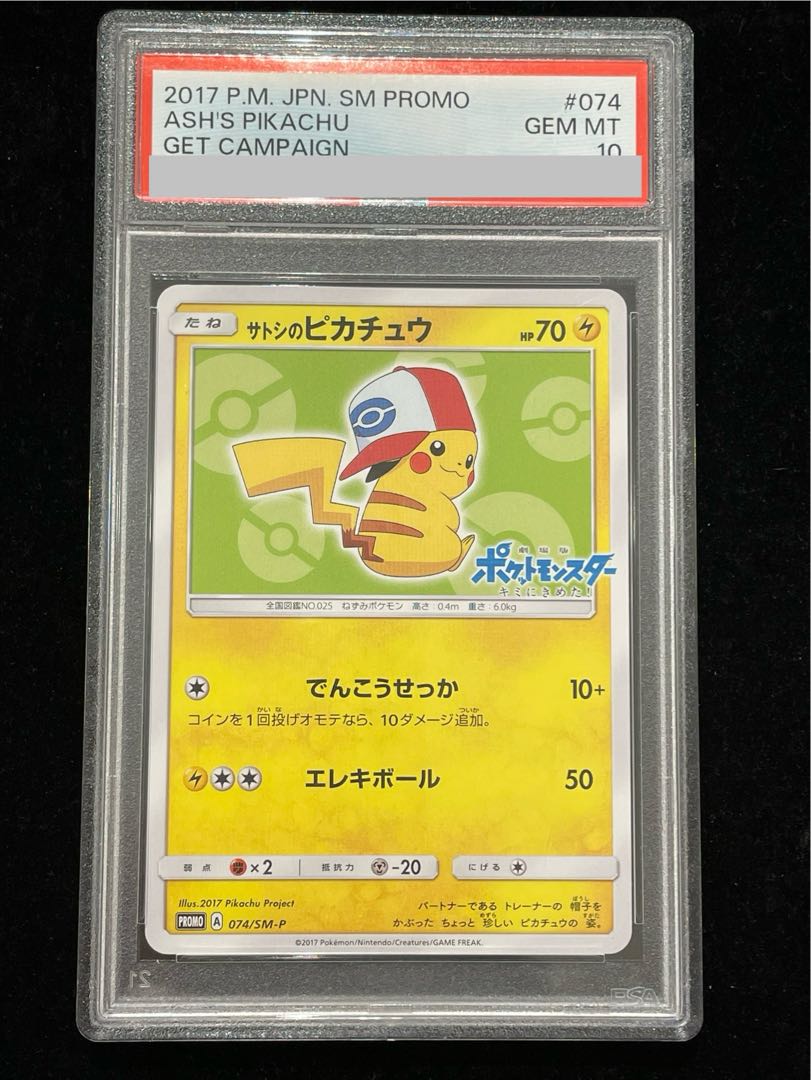 2017 P.M. JPN. SM PROMO #074
ASH'S PIKACHU GEM MT
GET CAMPAIGN 10
たね サトシのピカチュウ HP70
劇場版
ポケットモンスター
キミにきめた!
全国図鑑NO.025 ねずみポケモン 高さ:0.4m 重さ:6.0kg
でんこうせっか 10+
コインを1回投げオモテなら、10ダメージ追加。
エレキボール 50
弱点 ×2 抵抗力 -20 にげる
Illus.2017 Pikachu Project
パートナーである トレーナーの 帽子を
かぶった ちょっと 珍しい ピカチュウの 姿。
PROMO A 074/SM-P
©2017 Pokémon/Nintendo/Creatures/GAME FREAK.
21
PSA